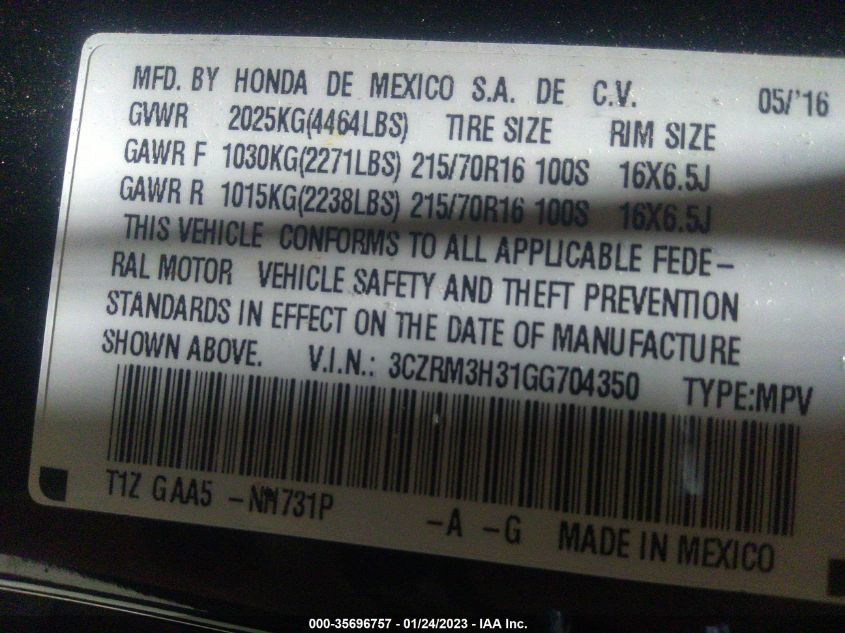 MFD. BY HONDA DE MEXICO S.A. DE C.V. 05/'16
GVWR 2025KG(4464LBS) TIRE SIZE RIM SIZE
GAWR F 1030KG(2271LBS) 215/70R16 100S 16X6.5J
GAWR R 1015KG(2238LBS) 215/70R16 100S 16X6.5J
THIS VEHICLE CONFORMS TO ALL APPLICABLE FEDE-
RAL MOTOR VEHICLE SAFETY AND THEFT PREVENTION
STANDARDS IN EFFECT ON THE DATE OF MANUFACTURE
SHOWN ABOVE. V.I.N.: 3CZRM3H31GG704350 TYPE:MPV
T1Z GAA5 -NH731P -A -G MADE IN MEXICO
000-35696757 - 01/24/2023 - IAA Inc.